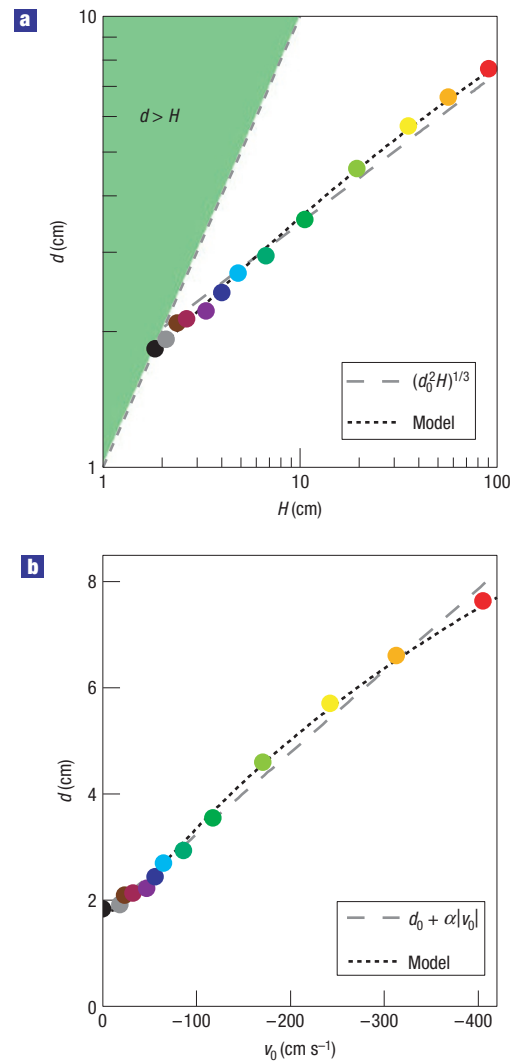 a
10
d > H
d (cm)
(d₀²H)^1/3
Model
1
1
10
100
H (cm)
b
8
6
d (cm)
4
2
d₀ + α|v₀|
Model
0
0
−100
−200
−300
−400
v₀ (cm s⁻¹)